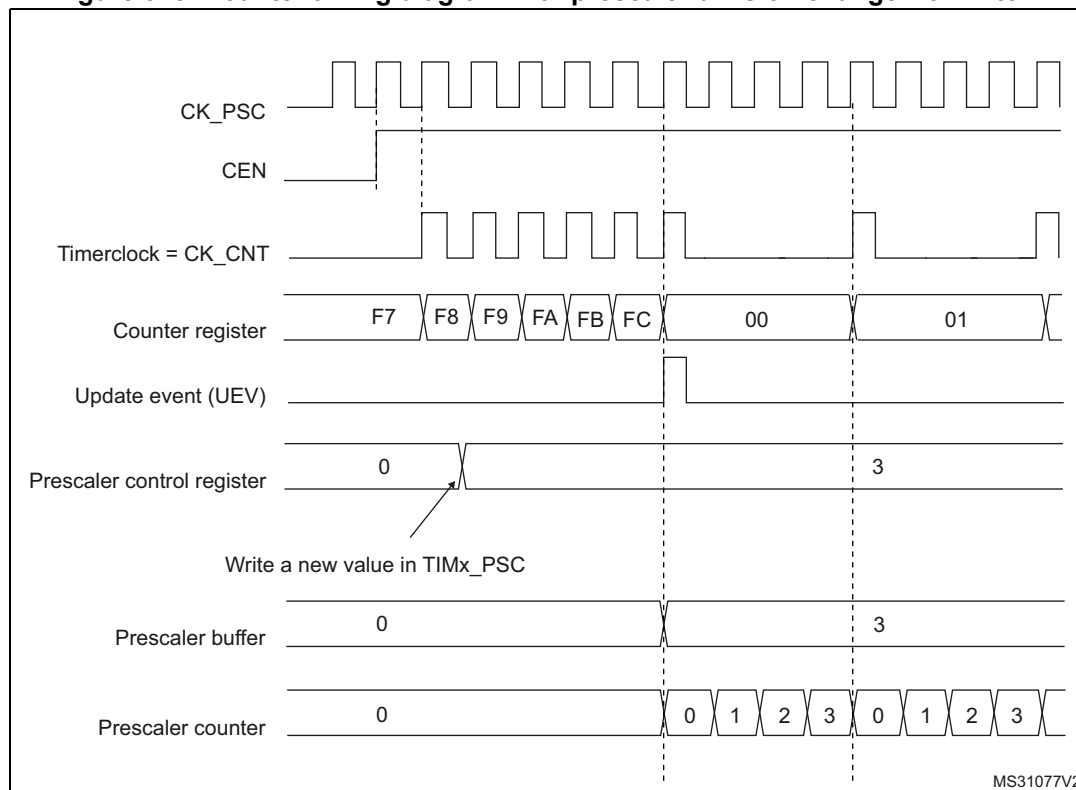 CK_PSC
CEN
Timerclock = CK_CNT
Counter register F7 F8 F9 FA FB FC 00 01
Update event (UEV)
Prescaler control register 0 3
Write a new value in TIMx_PSC
Prescaler buffer 0 3
Prescaler counter 0 0 1 2 3 0 1 2 3
MS31077V2